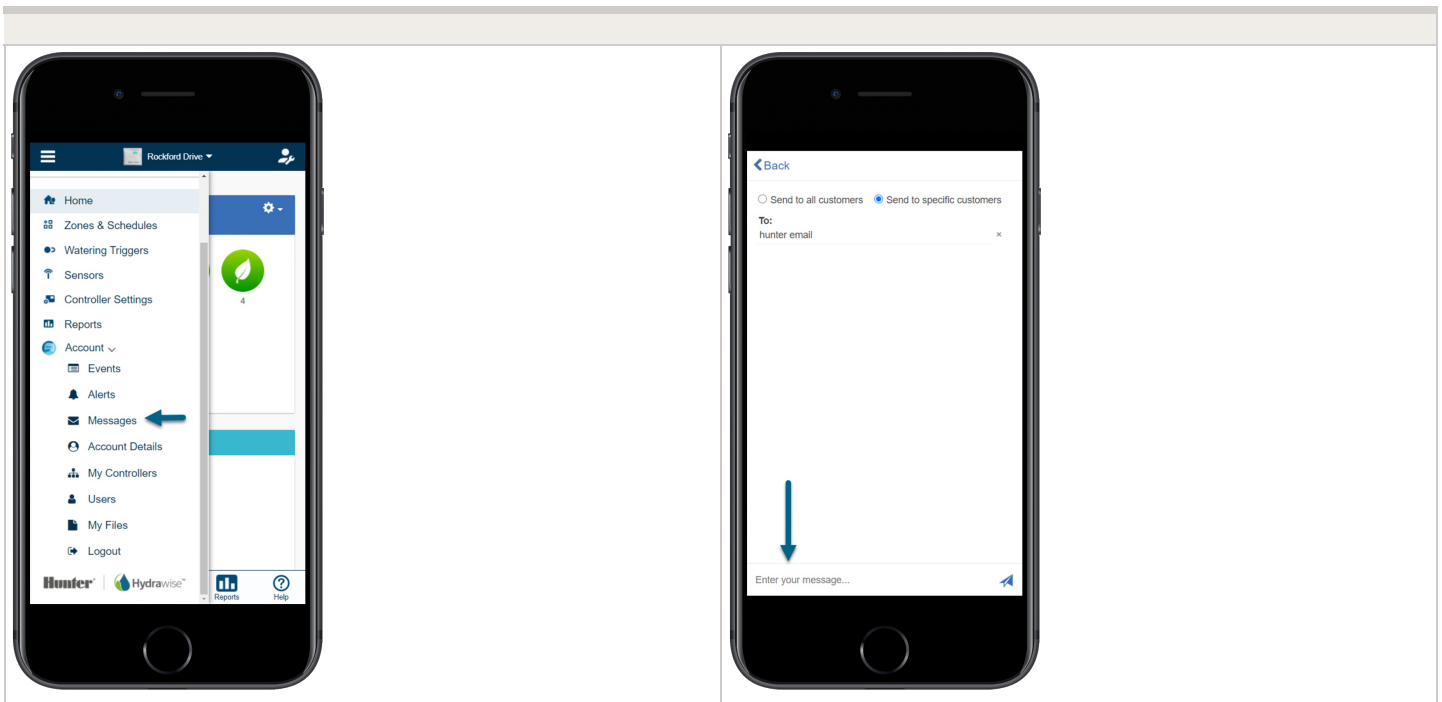 Rockford Drive
Home
Zones & Schedules
Watering Triggers
Sensors
Controller Settings
4
Reports
Account
Events
Alerts
Messages
Account Details
My Controllers
Users
My Files
Logout
Hunter® | Hydrawise™
Reports
Help
Back
Send to all customers Send to specific customers
To:
hunter email ×
Enter your message...